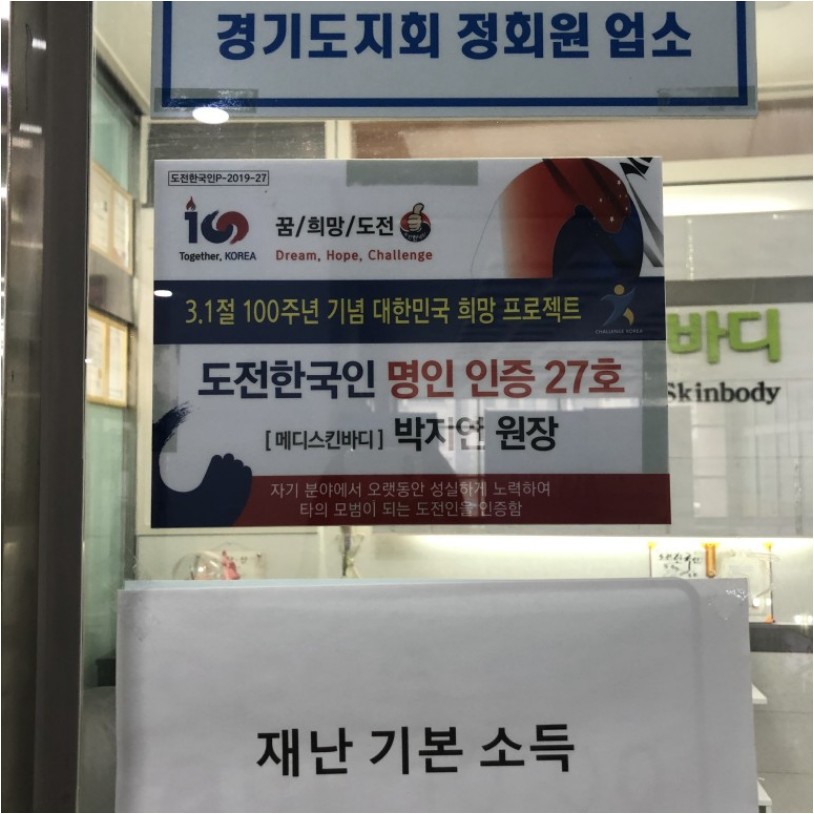 경기도지회 정회원 업소
도전한국인P-2019-27
100
Together, KOREA
꿈/희망/도전
Dream, Hope, Challenge
3.1절 100주년 기념 대한민국 희망 프로젝트
CHALLENGE KOREA
도전한국인 명인 인증 27호
[메디스킨바디] 박지연 원장
자기 분야에서 오랫동안 성실하게 노력하여
타의 모범이 되는 도전인을 인증함
바디
Skinbody
재난 기본 소득